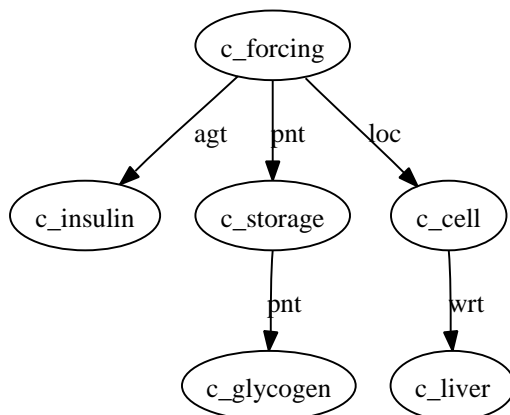 c_forcing
agt pnt loc
c_insulin c_storage c_cell
pnt wrt
c_glycogen c_liver